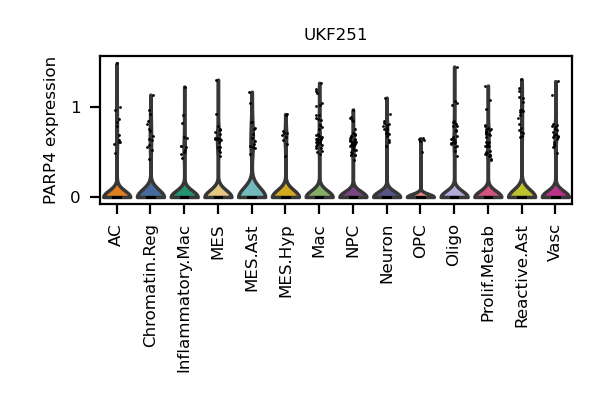 UKF251
PARP4 expression
1
0
AC
Chromatin.Reg
Inflammatory.Mac
MES
MES.Ast
MES.Hyp
Mac
NPC
Neuron
OPC
Oligo
Prolif.Metab
Reactive.Ast
Vasc